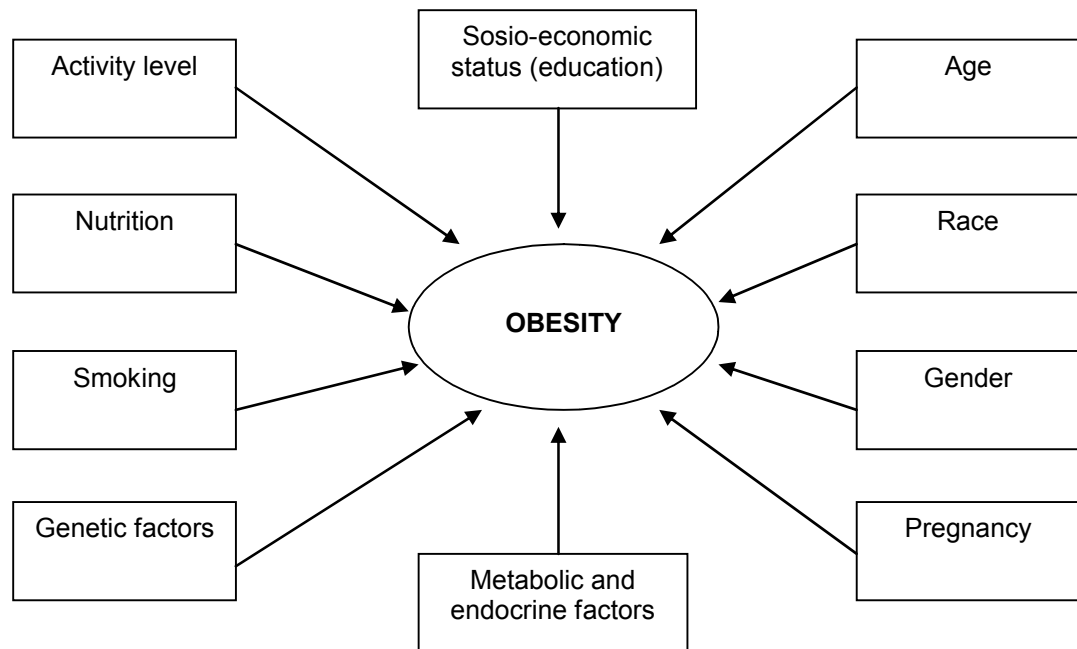 Sosio-economic
status (education)
Activity level
Age
Nutrition
Race
OBESITY
Smoking
Gender
Genetic factors
Pregnancy
Metabolic and
endocrine factors